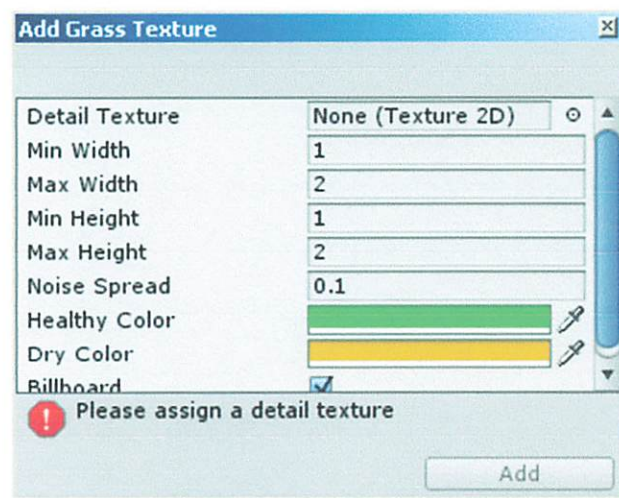 Add Grass Texture
Detail Texture None (Texture 2D)
Min Width 1
Max Width 2
Min Height 1
Max Height 2
Noise Spread 0.1
Healthy Color
Dry Color
Billboard
Please assign a detail texture
Add